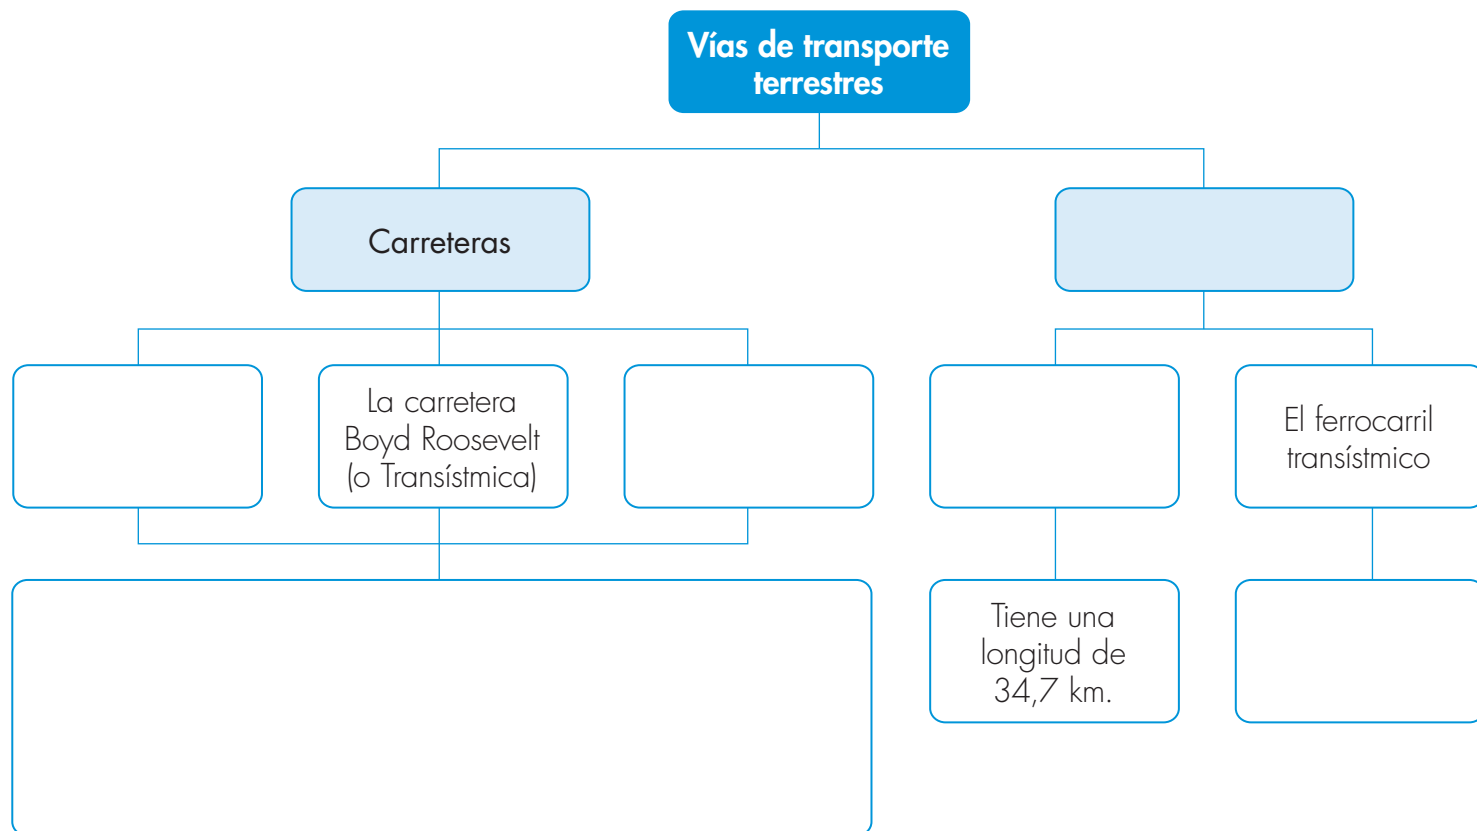 Vías de transporte
terrestres
Carreteras
La carretera
Boyd Roosevelt
(o Transístmica)
El ferrocarril
transístmico
Tiene una
longitud de
34,7 km.